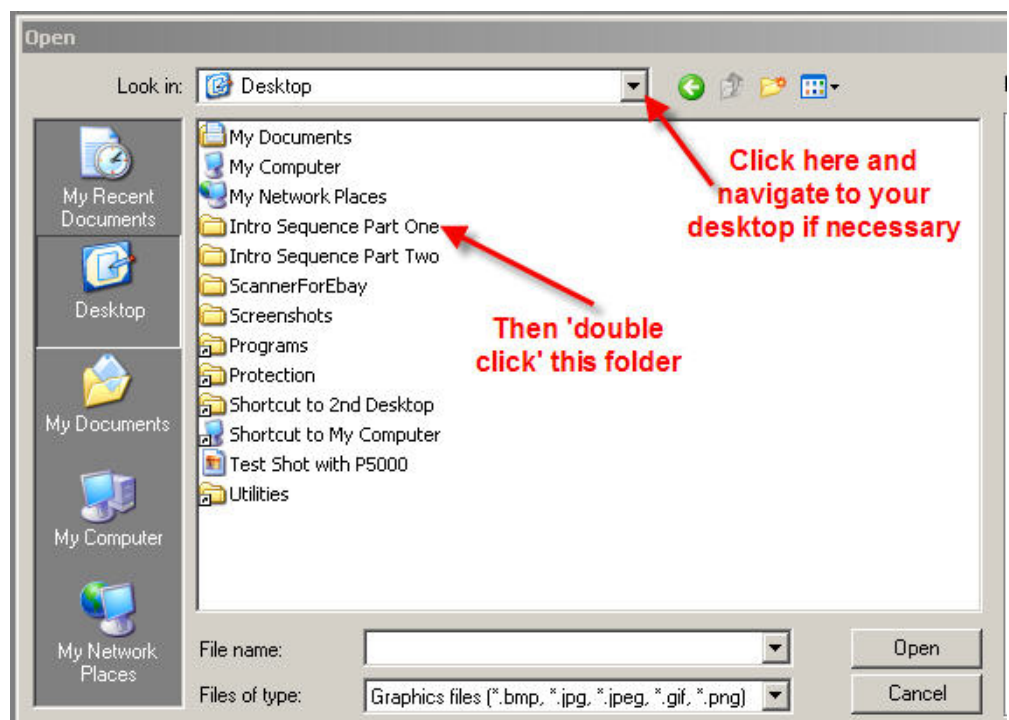 Open
Look in:
Desktop
My Recent
Documents
Desktop
My Documents
My Computer
My Network
Places
My Documents
My Computer
My Network Places
Intro Sequence Part One
Intro Sequence Part Two
ScannerForEbay
Screenshots
Programs
Protection
Shortcut to 2nd Desktop
Shortcut to My Computer
Test Shot with P5000
Utilities
Click here and
navigate to your
desktop if necessary
Then 'double
click' this folder
File name:
Open
Files of type:
Graphics files (*.bmp, *.jpg, *.jpeg, *.gif, *.png)
Cancel